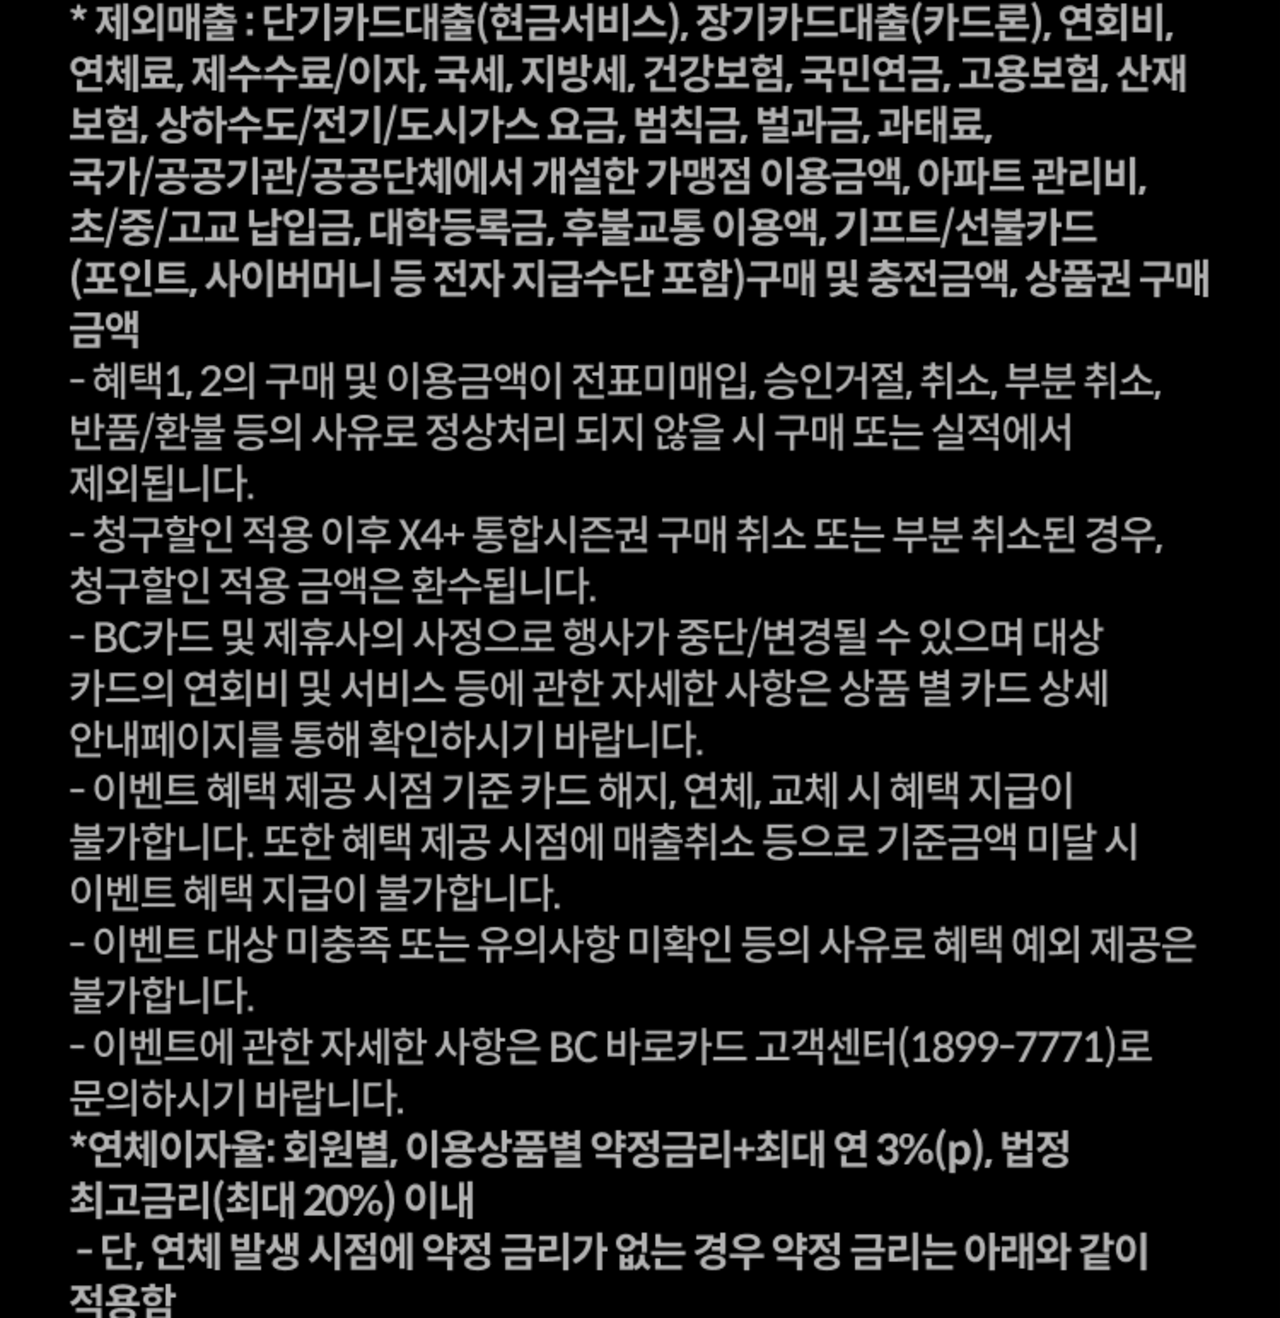 * 제외매출 : 단기카드대출(현금서비스), 장기카드대출(카드론), 연회비,
연체료, 제수수료/이자, 국세, 지방세, 건강보험, 국민연금, 고용보험, 산재
보험, 상하수도/전기/도시가스 요금, 범칙금, 벌과금, 과태료,
국가/공공기관/공공단체에서 개설한 가맹점 이용금액, 아파트 관리비,
초/중/고교 납입금, 대학등록금, 후불교통 이용액, 기프트/선불카드
(포인트, 사이버머니 등 전자 지급수단 포함)구매 및 충전금액, 상품권 구매
금액
- 혜택1, 2의 구매 및 이용금액이 전표미매입, 승인거절, 취소, 부분 취소,
반품/환불 등의 사유로 정상처리 되지 않을 시 구매 또는 실적에서
제외됩니다.
- 청구할인 적용 이후 X4+ 통합시즌권 구매 취소 또는 부분 취소된 경우,
청구할인 적용 금액은 환수됩니다.
- BC카드 및 제휴사의 사정으로 행사가 중단/변경될 수 있으며 대상
카드의 연회비 및 서비스 등에 관한 자세한 사항은 상품 별 카드 상세
안내페이지를 통해 확인하시기 바랍니다.
- 이벤트 혜택 제공 시점 기준 카드 해지, 연체, 교체 시 혜택 지급이
불가합니다. 또한 혜택 제공 시점에 매출취소 등으로 기준금액 미달 시
이벤트 혜택 지급이 불가합니다.
- 이벤트 대상 미충족 또는 유의사항 미확인 등의 사유로 혜택 예외 제공은
불가합니다.
- 이벤트에 관한 자세한 사항은 BC 바로카드 고객센터(1899-7771)로
문의하시기 바랍니다.
*연체이자율: 회원별, 이용상품별 약정금리+최대 연 3%(p), 법정
최고금리(최대 20%) 이내
- 단, 연체 발생 시점에 약정 금리가 없는 경우 약정 금리는 아래와 같이
적용함